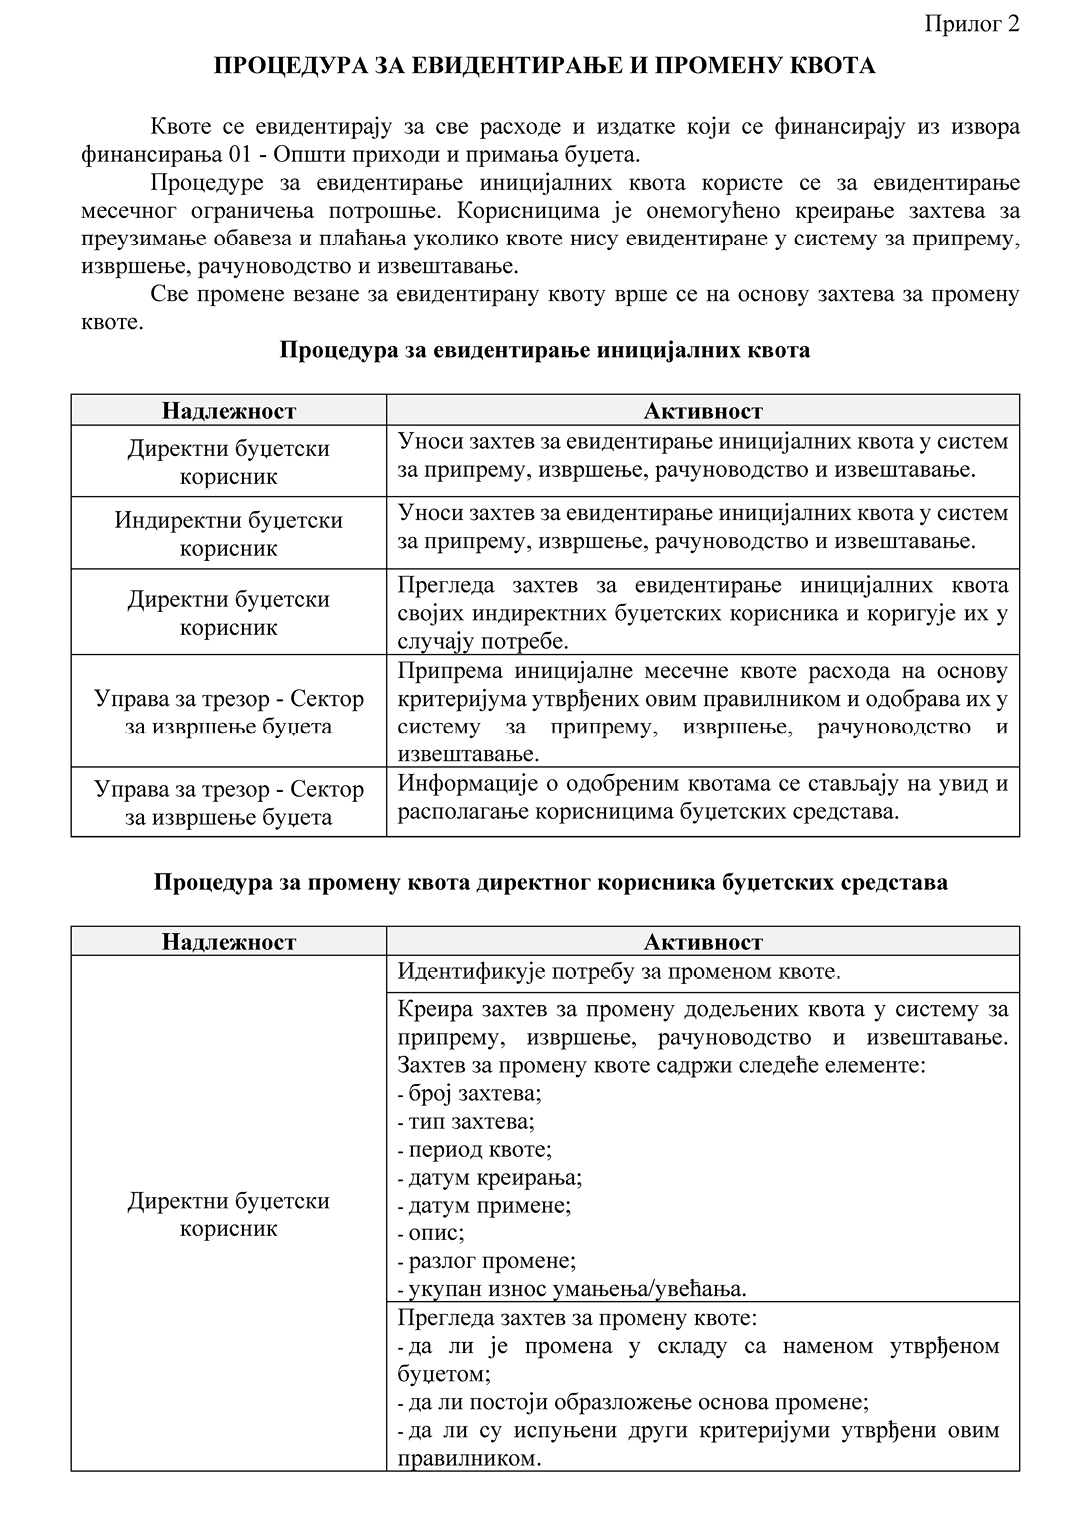 Прилог 2
ПРОЦЕДУРА ЗА ЕВИДЕНТИРАЊЕ И ПРОМЕНУ КВОТА
Квоте се евидентирају за све расходе и издатке који се финансирају из извора
финансирања 01 - Општи приходи и примања буџета.
Процедуре за евидентирање иницијалних квота користе се за евидентирање
месечног ограничења потрошње. Корисницима је онемогућено креирање захтева за
преузимање обавеза и плаћања уколико квоте нису евидентиране у систему за припрему,
извршење, рачуноводство и извештавање.
Све промене везане за евидентирану квоту врше се на основу захтева за промену
квоте.
Процедура за евидентирање иницијалних квота
Надлежност
Активност
Директни буџетски
корисник
Уноси захтев за евидентирање иницијалних квота у систем
за припрему, извршење, рачуноводство и извештавање.
Индиректни буџетски
корисник
Уноси захтев за евидентирање иницијалних квота у систем
за припрему, извршење, рачуноводство и извештавање.
Директни буџетски
корисник
Прегледа захтев за евидентирање иницијалних квота
својих индиректних буџетских корисника и коригује их у
случају потребе.
Управа за трезор - Сектор
за извршење буџета
Припрема иницијалне месечне квоте расхода на основу
критеријума утврђених овим правилником и одобрава их у
систему за припрему, извршење, рачуноводство и
извештавање.
Управа за трезор - Сектор
за извршење буџета
Информације о одобреним квотама се стављају на увид и
располагање корисницима буџетских средстава.
Процедура за промену квота директног корисника буџетских средстава
Надлежност
Активност
Директни буџетски
корисник
Идентификује потребу за променом квоте.
Креира захтев за промену додељених квота у систему за
припрему, извршење, рачуноводство и извештавање.
Захтев за промену квоте садржи следеће елементе:
- број захтева;
- тип захтева;
- период квоте;
- датум креирања;
- датум примене;
- опис;
- разлог промене;
- укупан износ умањења/увећања.
Прегледа захтев за промену квоте:
- да ли је промена у складу са наменом утврђеном
буџетом;
- да ли постоји образложење основа промене;
- да ли су испуњени други критеријуми утврђени овим
правилником.